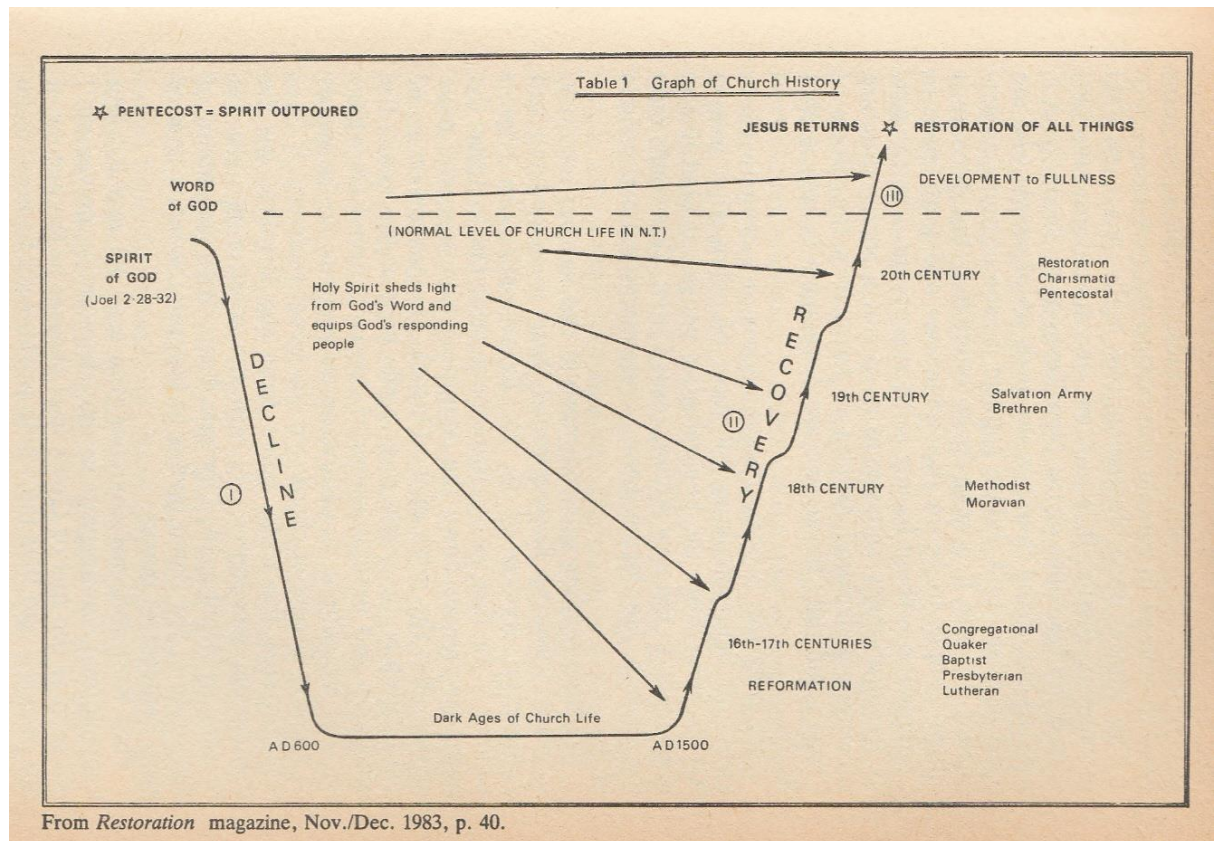 Table 1 Graph of Church History
☆ PENTECOST = SPIRIT OUTPOURED
JESUS RETURNS ☆ RESTORATION OF ALL THINGS
WORD
of GOD
DEVELOPMENT to FULLNESS
III
(NORMAL LEVEL OF CHURCH LIFE IN N.T.)
SPIRIT
of GOD
(Joel 2·28-32)
20th CENTURY
Restoration
Charismatic
Pentecostal
Holy Spirit sheds light
from God's Word and
equips God's responding
people
DECLINE
I
RECOVERY
II
19th CENTURY
Salvation Army
Brethren
18th CENTURY
Methodist
Moravian
16th-17th CENTURIES
REFORMATION
Congregational
Quaker
Baptist
Presbyterian
Lutheran
Dark Ages of Church Life
AD600
AD1500
From Restoration magazine, Nov./Dec. 1983, p. 40.